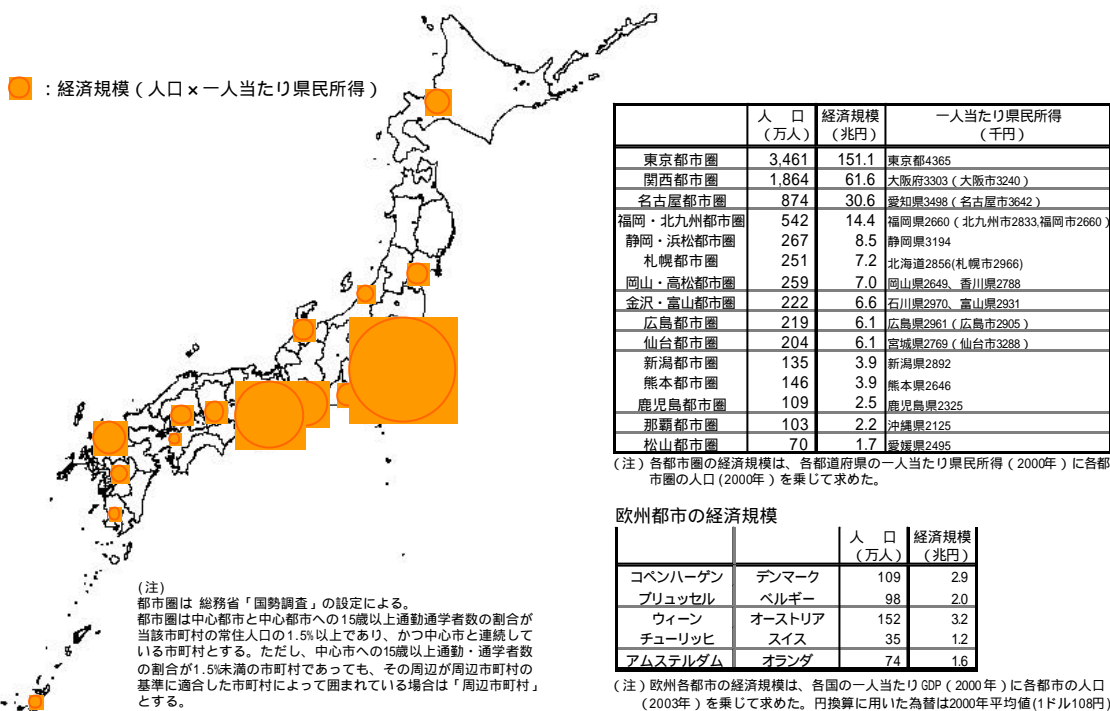 ：経済規模（人口×一人当たり県民所得）
人　口 経済規模 一人当たり県民所得
（万人） （兆円） （千円）
東京都市圏 3,461 151.1 東京都4365
関西都市圏 1,864 61.6 大阪府3303（大阪市3240）
名古屋都市圏 874 30.6 愛知県3498（名古屋市3642）
福岡・北九州都市圏 542 14.4 福岡県2660（北九州市2833,福岡市2660）
静岡・浜松都市圏 267 8.5 静岡県3194
札幌都市圏 251 7.2 北海道2856(札幌市2966)
岡山・高松都市圏 259 7.0 岡山県2649、香川県2788
金沢・富山都市圏 222 6.6 石川県2970、富山県2931
広島都市圏 219 6.1 広島県2961（広島市2905）
仙台都市圏 204 6.1 宮城県2769（仙台市3288）
新潟都市圏 135 3.9 新潟県2892
熊本都市圏 146 3.9 熊本県2646
鹿児島都市圏 109 2.5 鹿児島県2325
那覇都市圏 103 2.2 沖縄県2125
松山都市圏 70 1.7 愛媛県2495
（注）各都市圏の経済規模は、各都道府県の一人当たり県民所得（2000年）に各都
市圏の人口(2000年）を乗じて求めた。
欧州都市の経済規模
人　口 経済規模
（万人） （兆円）
コペンハーゲン デンマーク 109 2.9
ブリュッセル ベルギー 98 2.0
ウィーン オーストリア 152 3.2
チューリッヒ スイス 35 1.2
アムステルダム オランダ 74 1.6
（注）欧州各都市の経済規模は、各国の一人当たりGDP（2000年）に各都市の人口
（2003年）を乗じて求めた。円換算に用いた為替は2000年平均値(1ドル108円)
(注)
都市圏は 総務省「国勢調査」の設定による。
都市圏は中心都市と中心都市への15歳以上通勤通学者数の割合が
当該市町村の常住人口の1.5%以上であり、かつ中心市と連続して
いる市町村とする。ただし、中心市への15歳以上通勤・通学者数
の割合が1.5%未満の市町村であっても、その周辺が周辺市町村の
基準に適合した市町村によって囲まれている場合は「周辺市町村」
とする。